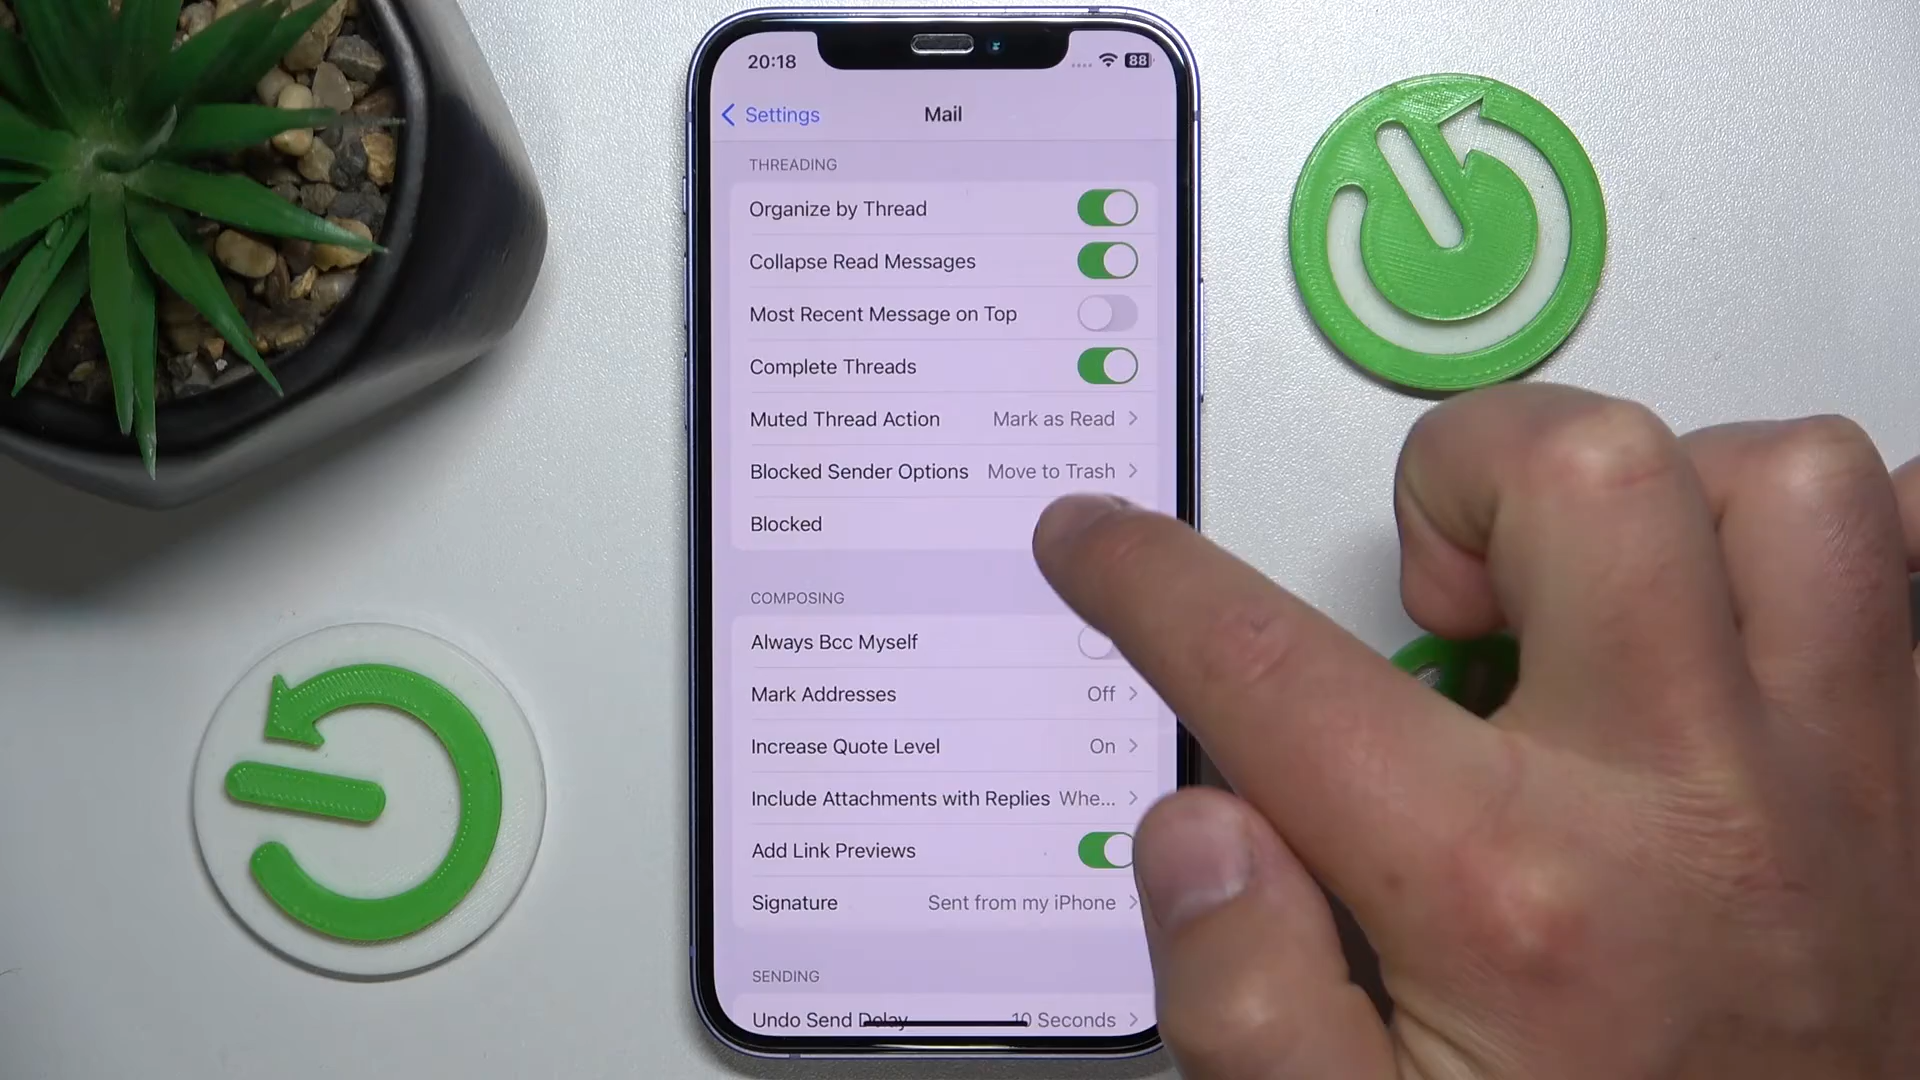 20:18
88
Settings
Mail
THREADING
Organize by Thread
Collapse Read Messages
Most Recent Message on Top
Complete Threads
Muted Thread Action Mark as Read
Blocked Sender Options Move to Trash
Blocked
COMPOSING
Always Bcc Myself
Mark Addresses Off
Increase Quote Level On
Include Attachments with Replies Whe...
Add Link Previews
Signature Sent from my iPhone
SENDING
Undo Send Delay 10 Seconds